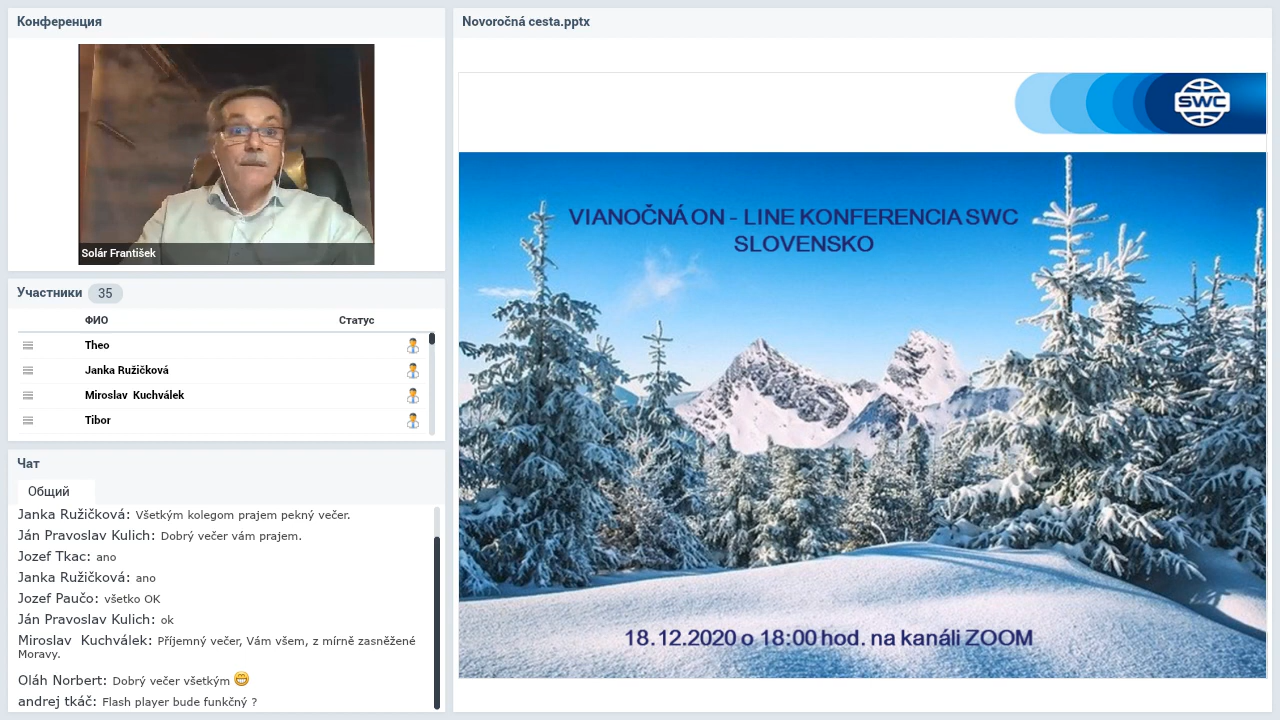 Конференция
Solár František
Участники 35
ФИО Статус
Theo
Janka Ružičková
Miroslav Kuchválek
Tibor
Чат
Общий
Janka Ružičková: Všetkým kolegom prajem pekný večer.
Ján Pravoslav Kulich: Dobrý večer vám prajem.
Jozef Tkac: ano
Janka Ružičková: ano
Jozef Paučo: všetko OK
Ján Pravoslav Kulich: ok
Miroslav Kuchválek: Příjemný večer, Vám všem, z mírně zasněžené
Moravy.
Oláh Norbert: Dobrý večer všetkým 😁
andrej tkáč: Flash player bude funkčný ?
Novoročná cesta.pptx
SWC
VIANOČNÁ ON - LINE KONFERENCIA SWC
SLOVENSKO
18.12.2020 o 18:00 hod. na kanáli ZOOM